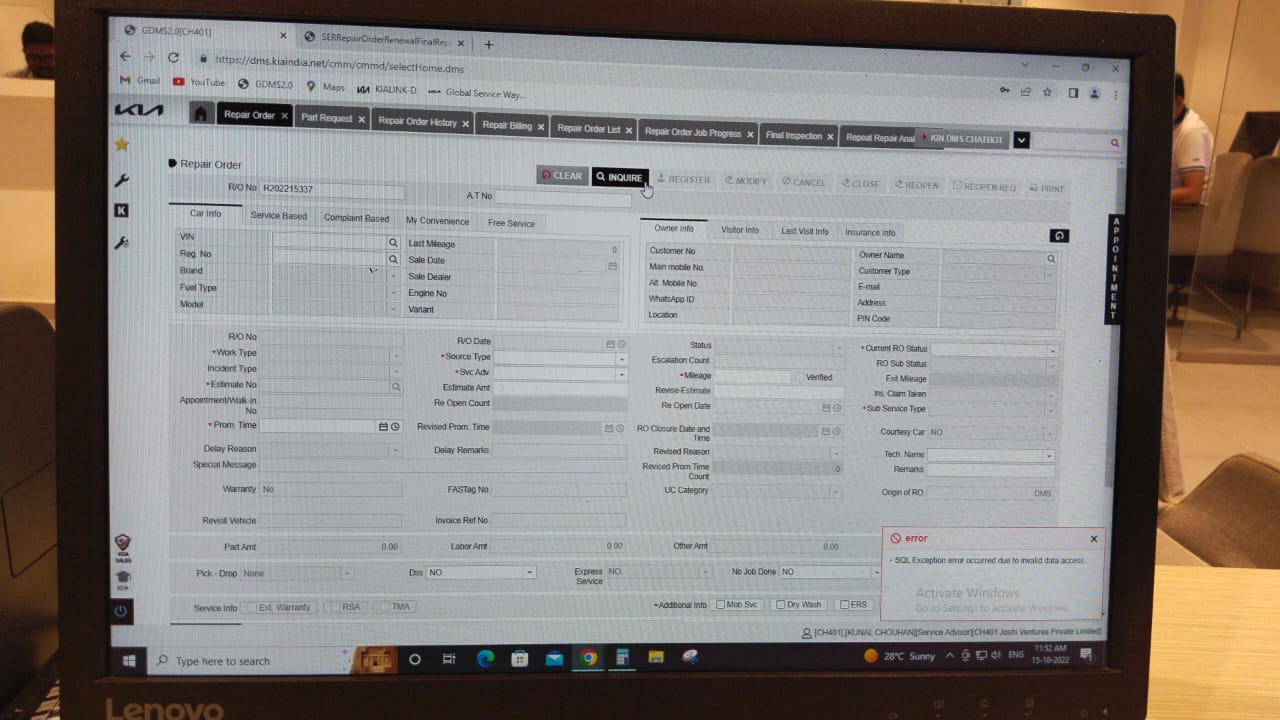 GDMS2.0[CH401]
SERRepairOrderRenewalFinalRep
https://dms.kiaindia.net/cmm/cmmd/selectHome.dms
Gmail YouTube GDMS2.0 Maps KIALINK-D Global Service Way...
KIA Repair Order Part Request Repair Order History Repair Billing Repair Order List Repair Order Job Progress Final Inspection Repeat Repair Anal KIN DMS CHATBOT
Repair Order
CLEAR INQUIRE REGISTER MODIFY CANCEL CLOSE REOPEN REOPEN REQ PRINT
R/O No R202215337 A.T No
Car Info Service Based Complaint Based My Convenience Free Service
Owner Info Visitor Info Last Visit Info Insurance Info
VIN Last Mileage 0
Reg. No Sale Date
Brand Sale Dealer
Fuel Type Engine No
Model Variant
Customer No Owner Name
Main mobile No. Customer Type
Alt. Mobile No. E-mail
WhatsApp ID Address
Location PIN Code
APPOINTMENT
R/O No R/O Date Status *Current RO Status
*Work Type *Source Type Escalation Count RO Sub Status
Incident Type *Svc Adv. *Mileage Verified Exit Mileage
*Estimate No Estimate Amt Revise-Estimate Ins. Claim Taken
Appointment/Walk-in No Re Open Count Re Open Date *Sub Service Type
*Prom. Time Revised Prom. Time RO Closure Date and Time Courtesy Car NO
Delay Reason Delay Remarks Revised Reason Tech. Name
Special Message Revised Prom Time Count 0 Remarks
Warranty No FASTag No UC Category Origin of RO DMS
Revisit Vehicle Invoice Ref No
Part Amt 0.00 Labor Amt 0.00 Other Amt 0.00
Pick - Drop None Dss NO Express Service NO No Job Done NO
Service Info Ext. Warranty RSA TMA *Additional Info Mob Svc Dry Wash ERS
KDA SALES
KDA
error
- SQL Exception error occurred due to invalid data access.
Activate Windows
Go to Settings to activate Windows.
[CH401],[KUNAL CHOUHAN][Service Advisor][CH401 Joshi Ventures Private Limited]
Type here to search
28°C Sunny ENG 11:52 AM
15-10-2022
Lenovo